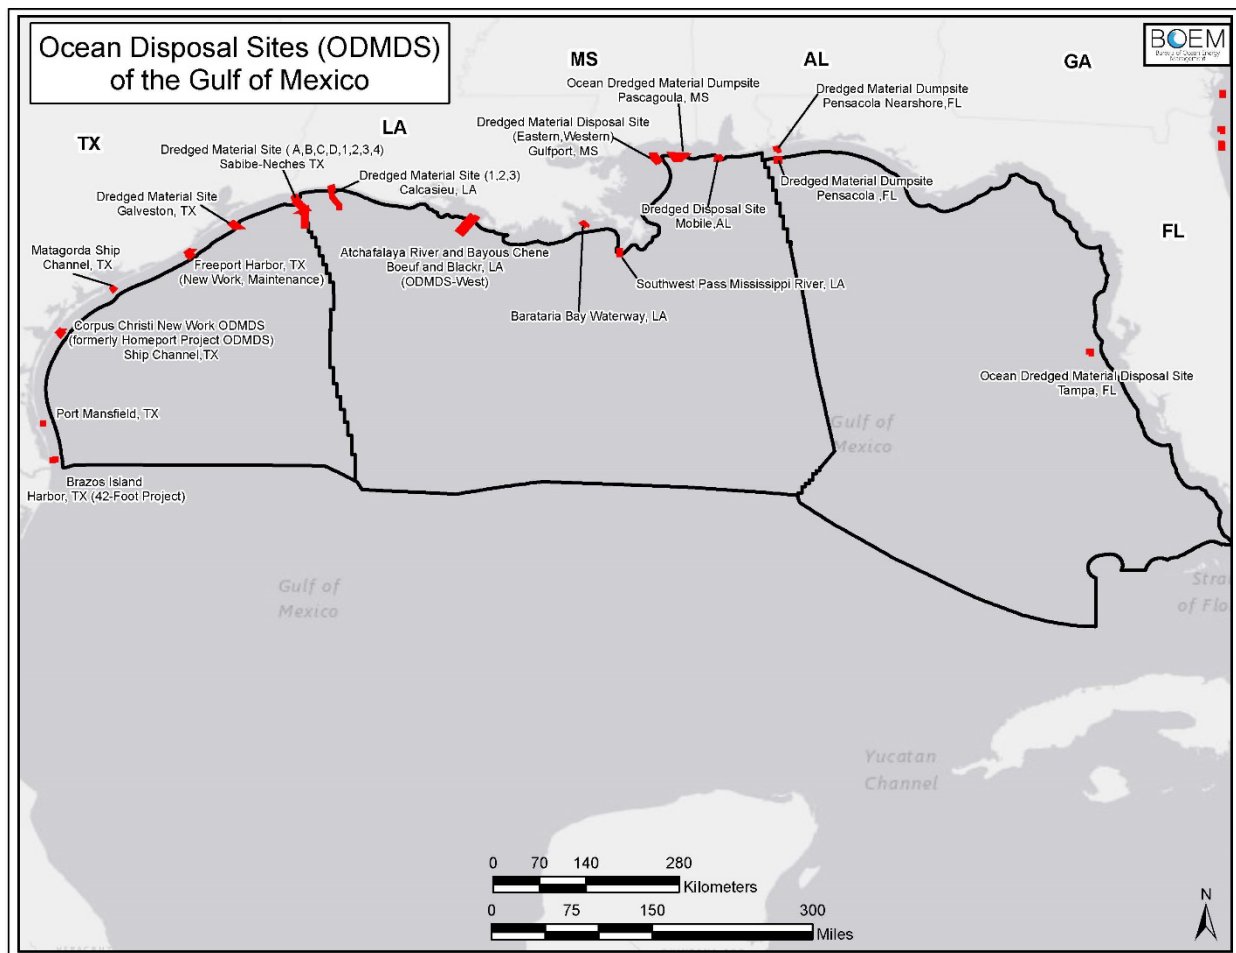 Ocean Disposal Sites (ODMDS)
of the Gulf of Mexico
BOEM
Bureau of Ocean Energy
Management
MS
AL
GA
TX
LA
FL
Ocean Dredged Material Dumpsite
Pascagoula, MS
Dredged Material Dumpsite
Pensacola Nearshore,FL
Dredged Material Disposal Site
(Eastern,Western)
Gulfport, MS
Dredged Material Site ( A,B,C,D,1,2,3,4)
Sabibe-Neches TX
Dredged Material Site (1,2,3)
Calcasieu, LA
Dredged Material Dumpsite
Pensacola ,FL
Dredged Material Site
Galveston, TX
Dredged Disposal Site
Mobile,AL
Matagorda Ship
Channel, TX
Freeport Harbor, TX
(New Work, Maintenance)
Atchafalaya River and Bayous Chene
Boeuf and Blackr, LA
(ODMDS-West)
Southwest Pass Mississippi River, LA
Barataria Bay Waterway, LA
Corpus Christi New Work ODMDS
(formerly Homeport Project ODMDS)
Ship Channel,TX
Ocean Dredged Material Disposal Site
Tampa, FL
Port Mansfield, TX
Gulf of
Mexico
Brazos Island
Harbor, TX (42-Foot Project)
Gulf of
Mexico
of Flo
Yucatan
Channel
0 70 140 280
Kilometers
0 75 150 300
Miles
N